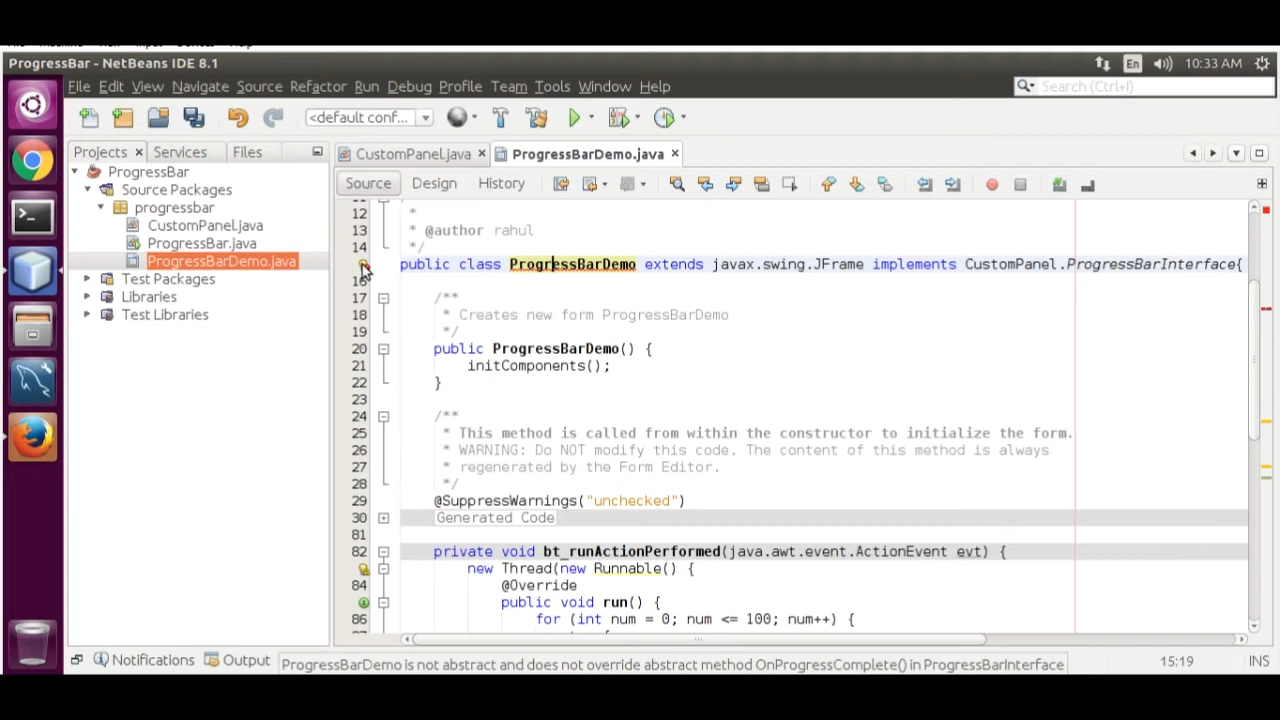 ProgressBar - NetBeans IDE 8.1
En
10:33 AM
File Edit View Navigate Source Refactor Run Debug Profile Team Tools Window Help
Search (Ctrl+I)
<default conf...
Projects
Services
Files
CustomPanel.java
ProgressBarDemo.java
ProgressBar
Source Packages
progressbar
CustomPanel.java
ProgressBar.java
ProgressBarDemo.java
Test Packages
Libraries
Test Libraries
Source
Design
History
12 *
13 * @author rahul
14 */
public class ProgressBarDemo extends javax.swing.JFrame implements CustomPanel.ProgressBarInterface{
16
17 /**
18 * Creates new form ProgressBarDemo
19 */
20 public ProgressBarDemo() {
21 initComponents();
22 }
23
24 /**
25 * This method is called from within the constructor to initialize the form.
26 * WARNING: Do NOT modify this code. The content of this method is always
27 * regenerated by the Form Editor.
28 */
29 @SuppressWarnings("unchecked")
30 Generated Code
81
82 private void bt_runActionPerformed(java.awt.event.ActionEvent evt) {
new Thread(new Runnable() {
84 @Override
public void run() {
86 for (int num = 0; num <= 100; num++) {
Notifications
Output
ProgressBarDemo is not abstract and does not override abstract method OnProgressComplete() in ProgressBarInterface
15:19
INS